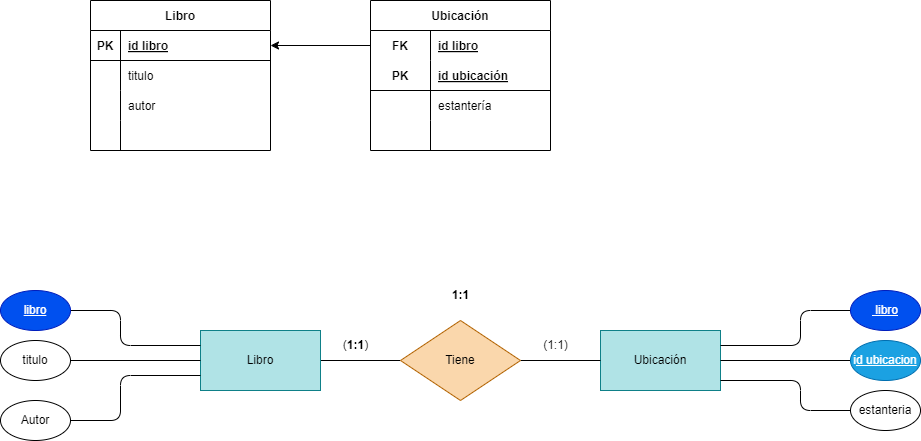 Libro
PK id libro
titulo
autor
Ubicación
FK id libro
PK id ubicación
estantería
1:1
libro
titulo
Autor
Libro
(1:1)
Tiene
(1:1)
Ubicación
libro
id ubicacion
estanteria